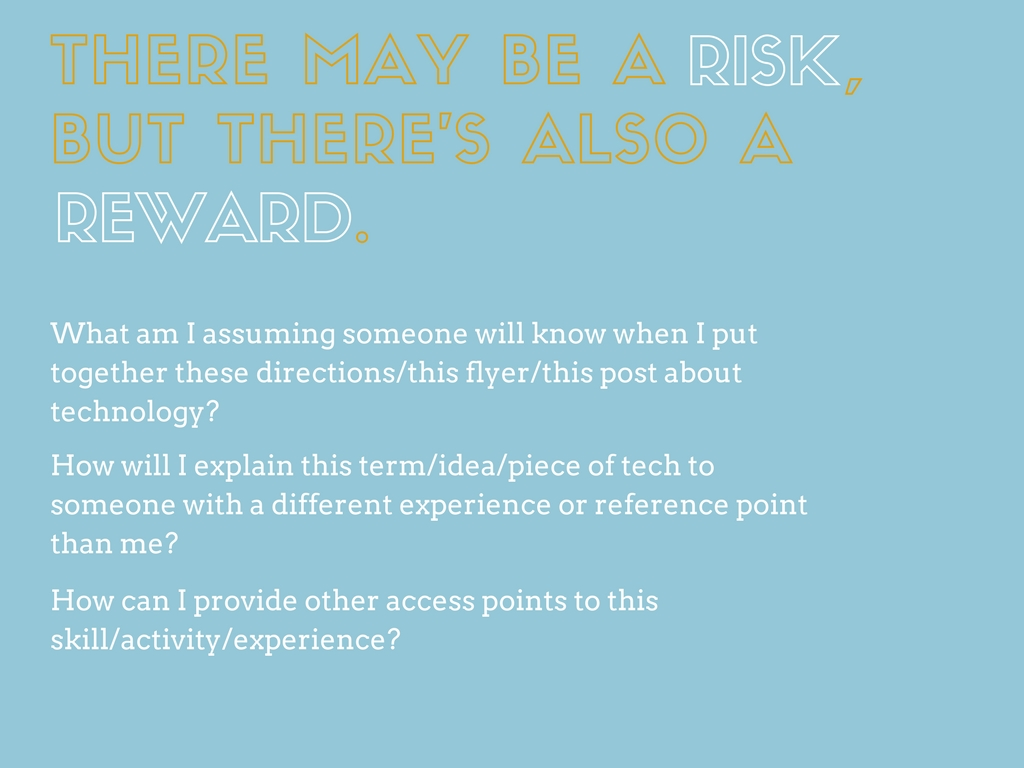 THERE MAY BE A RISK,
BUT THERE'S ALSO A
REWARD.
What am I assuming someone will know when I put
together these directions/this flyer/this post about
technology?
How will I explain this term/idea/piece of tech to
someone with a different experience or reference point
than me?
How can I provide other access points to this
skill/activity/experience?